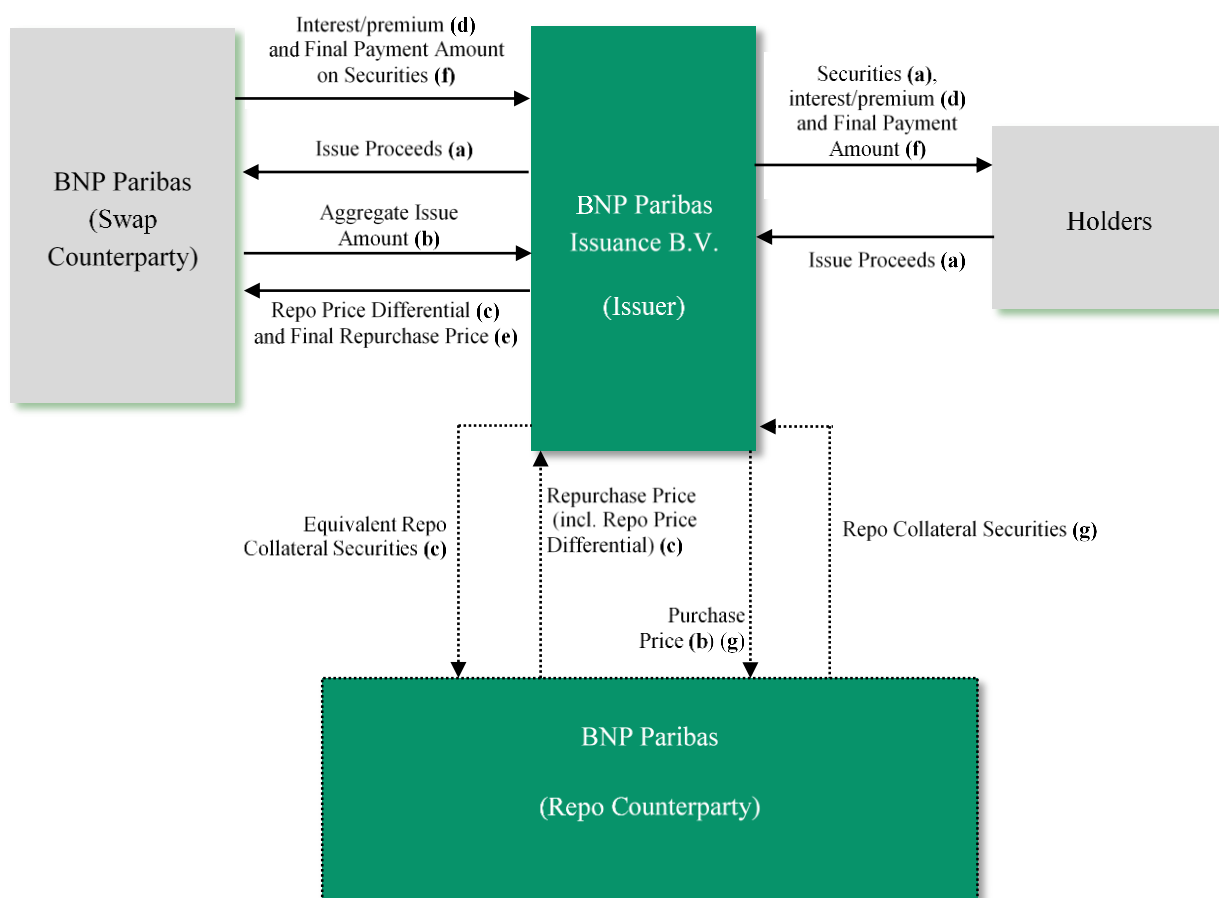 Interest/premium (d)
and Final Payment Amount
on Securities (f)
Issue Proceeds (a)
Aggregate Issue
Amount (b)
Repo Price Differential (c)
and Final Repurchase Price (e)
BNP Paribas
(Swap
Counterparty)
BNP Paribas
Issuance B.V.
(Issuer)
Securities (a),
interest/premium (d)
and Final Payment
Amount (f)
Issue Proceeds (a)
Holders
Equivalent Repo
Collateral Securities (c)
Repurchase Price
(incl. Repo Price
Differential) (c)
Purchase
Price (b) (g)
Repo Collateral Securities (g)
BNP Paribas
(Repo Counterparty)